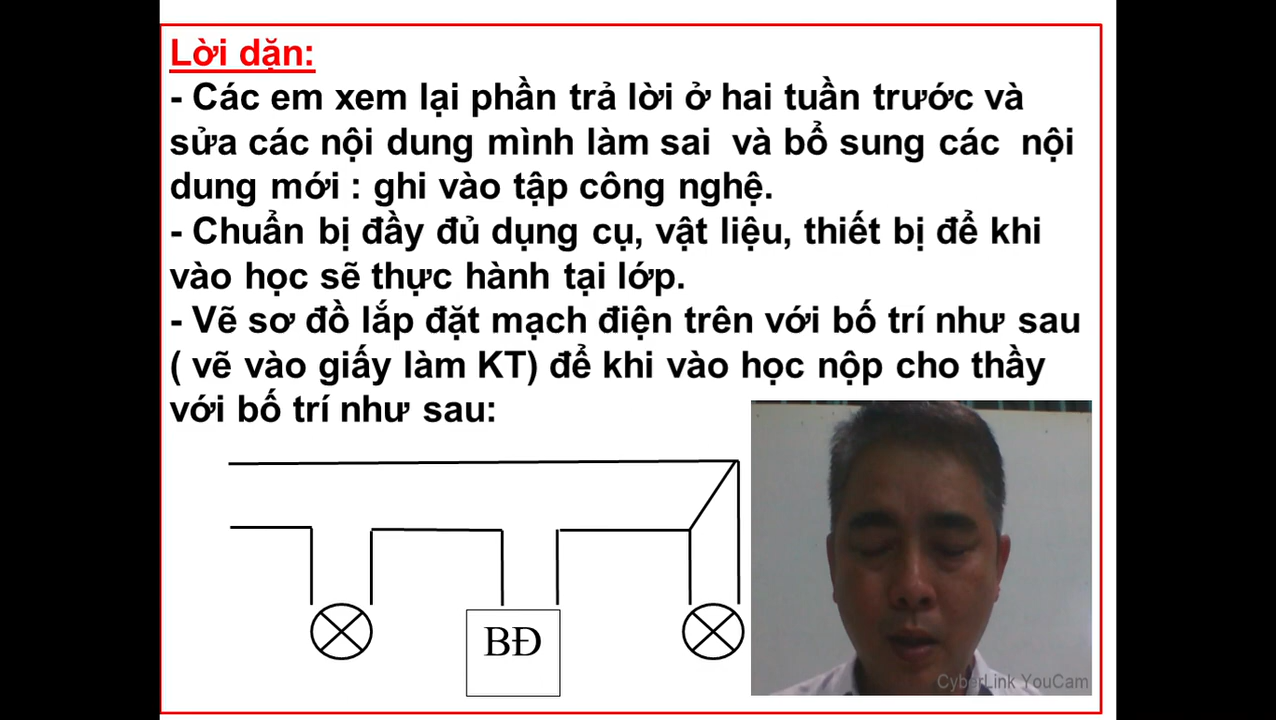 Lời dặn:
- Các em xem lại phần trả lời ở hai tuần trước và
sửa các nội dung mình làm sai và bổ sung các nội
dung mới : ghi vào tập công nghệ.
- Chuẩn bị đầy đủ dụng cụ, vật liệu, thiết bị để khi
vào học sẽ thực hành tại lớp.
- Vẽ sơ đồ lắp đặt mạch điện trên với bố trí như sau
( vẽ vào giấy làm KT) để khi vào học nộp cho thầy
với bố trí như sau:
BĐ
CyberLink YouCam